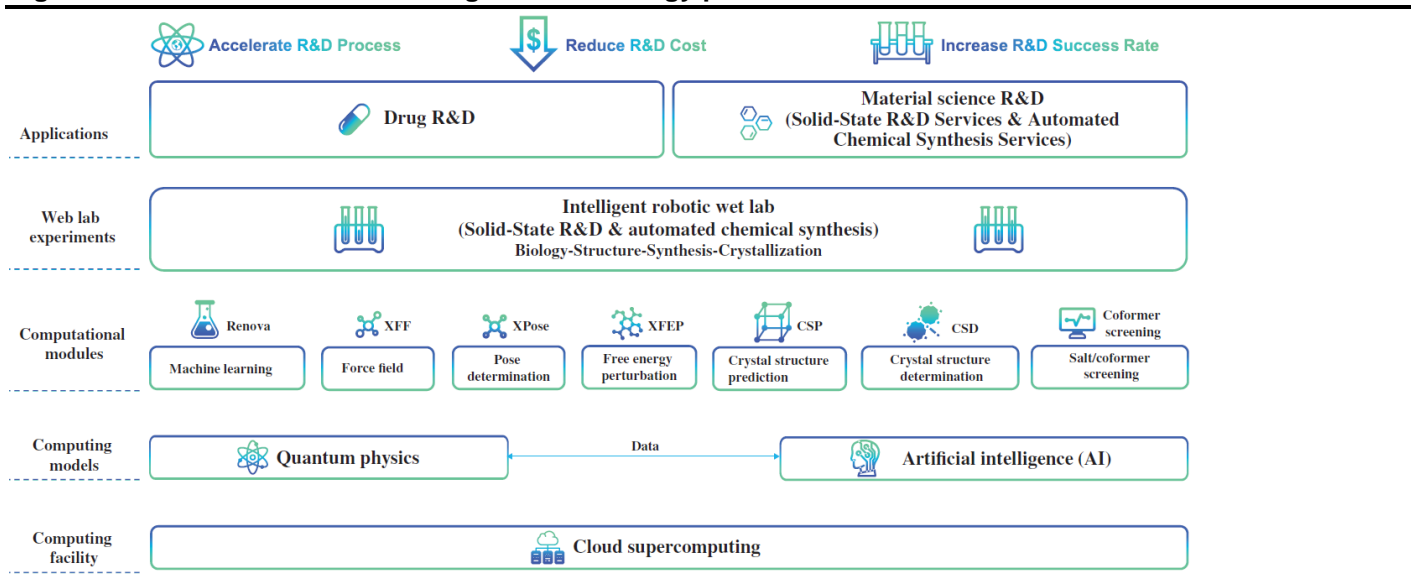 Accelerate R&D Process
Reduce R&D Cost
Increase R&D Success Rate
Applications
Drug R&D
Material science R&D
(Solid-State R&D Services & Automated
Chemical Synthesis Services)
Web lab
experiments
Intelligent robotic wet lab
(Solid-State R&D & automated chemical synthesis)
Biology-Structure-Synthesis-Crystallization
Computational
modules
Renova
Machine learning
XFF
Force field
XPose
Pose
determination
XFEP
Free energy
perturbation
CSP
Crystal structure
prediction
CSD
Crystal structure
determination
Coformer
screening
Salt/coformer
screening
Computing
models
Quantum physics
Data
Artificial intelligence (AI)
Computing
facility
Cloud supercomputing